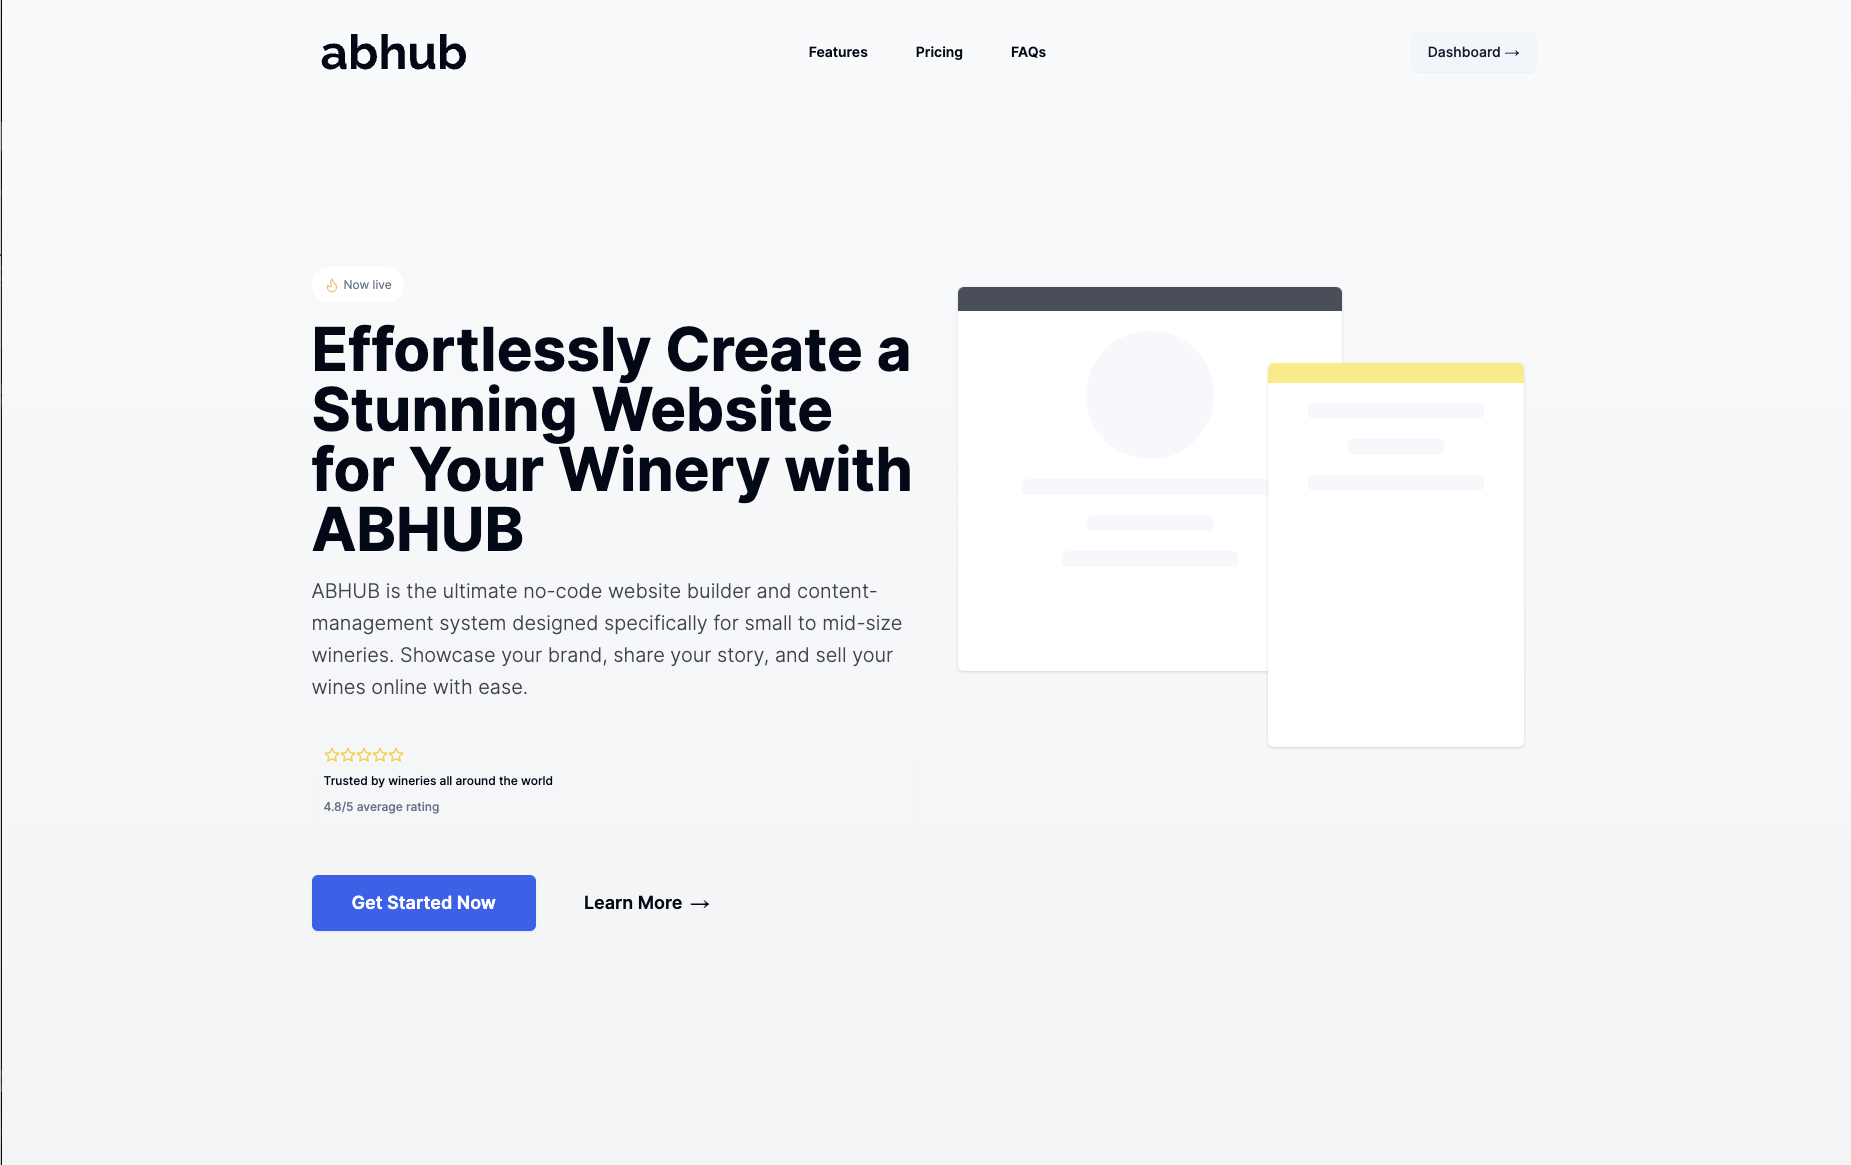 abhub
Features
Pricing
FAQs
Dashboard →
Now live
Effortlessly Create a
Stunning Website
for Your Winery with
ABHUB
ABHUB is the ultimate no-code website builder and content-
management system designed specifically for small to mid-size
wineries. Showcase your brand, share your story, and sell your
wines online with ease.
Trusted by wineries all around the world
4.8/5 average rating
Get Started Now
Learn More →